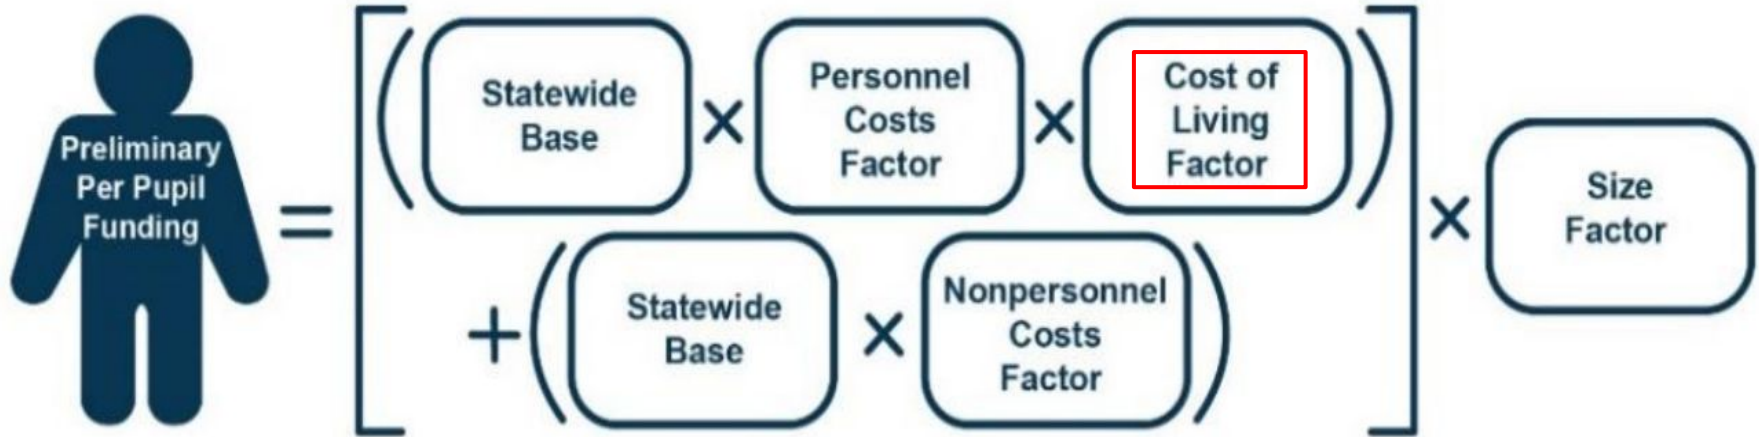 Preliminary
Per Pupil
Funding
=
[
(
Statewide
Base
×
Personnel
Costs
Factor
×
Cost of
Living
Factor
)
+
(
Statewide
Base
×
Nonpersonnel
Costs
Factor
)
]
×
Size
Factor